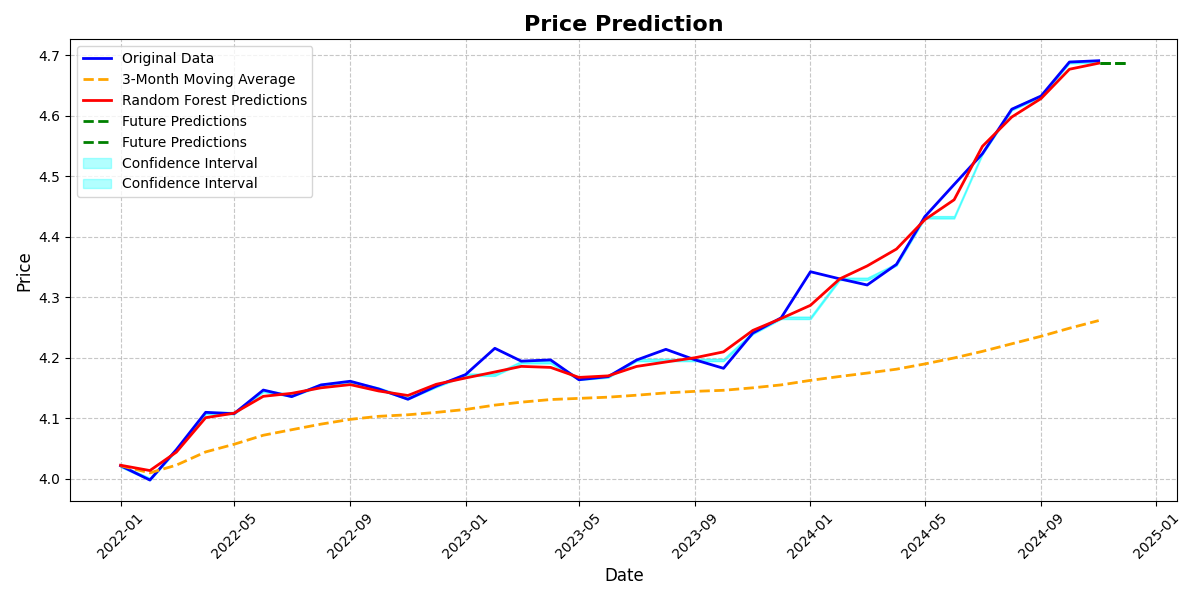 Price Prediction
Original Data
3-Month Moving Average
Random Forest Predictions
Future Predictions
Future Predictions
Confidence Interval
Confidence Interval
4.7
4.6
4.5
4.4
4.3
4.2
4.1
4.0
Price
2022-01
2022-05
2022-09
2023-01
2023-05
2023-09
2024-01
2024-05
2024-09
2025-01
Date